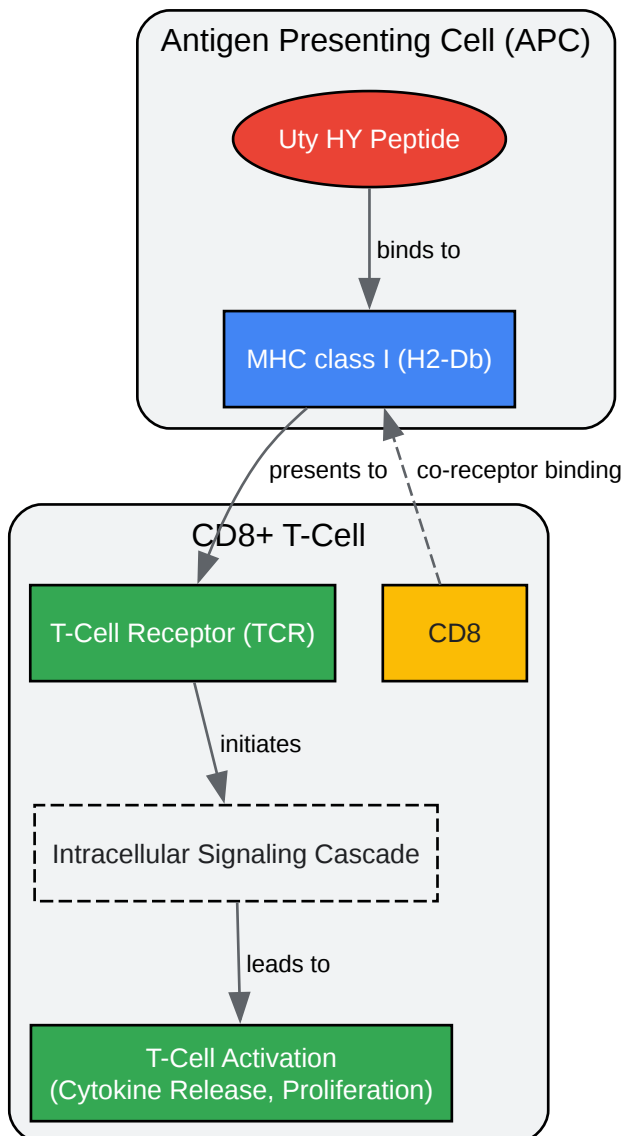 Antigen Presenting Cell (APC)
Uty HY Peptide
binds to
MHC class I (H2-Db)
presents to
co-receptor binding
CD8+ T-Cell
T-Cell Receptor (TCR)
CD8
initiates
Intracellular Signaling Cascade
leads to
T-Cell Activation
(Cytokine Release, Proliferation)